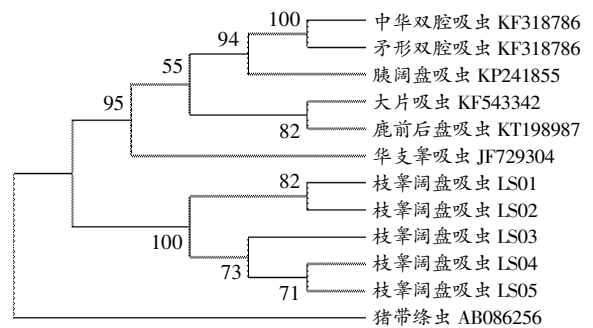 100
中华双腔吸虫 KF318786
矛形双腔吸虫 KF318786
94
胰阔盘吸虫 KP241855
55
大片吸虫 KF543342
95
82
鹿前后盘吸虫 KT198987
华支睾吸虫 JF729304
82
枝睾阔盘吸虫 LS01
枝睾阔盘吸虫 LS02
100
枝睾阔盘吸虫 LS03
73
枝睾阔盘吸虫 LS04
71
枝睾阔盘吸虫 LS05
猪带绦虫 AB086256